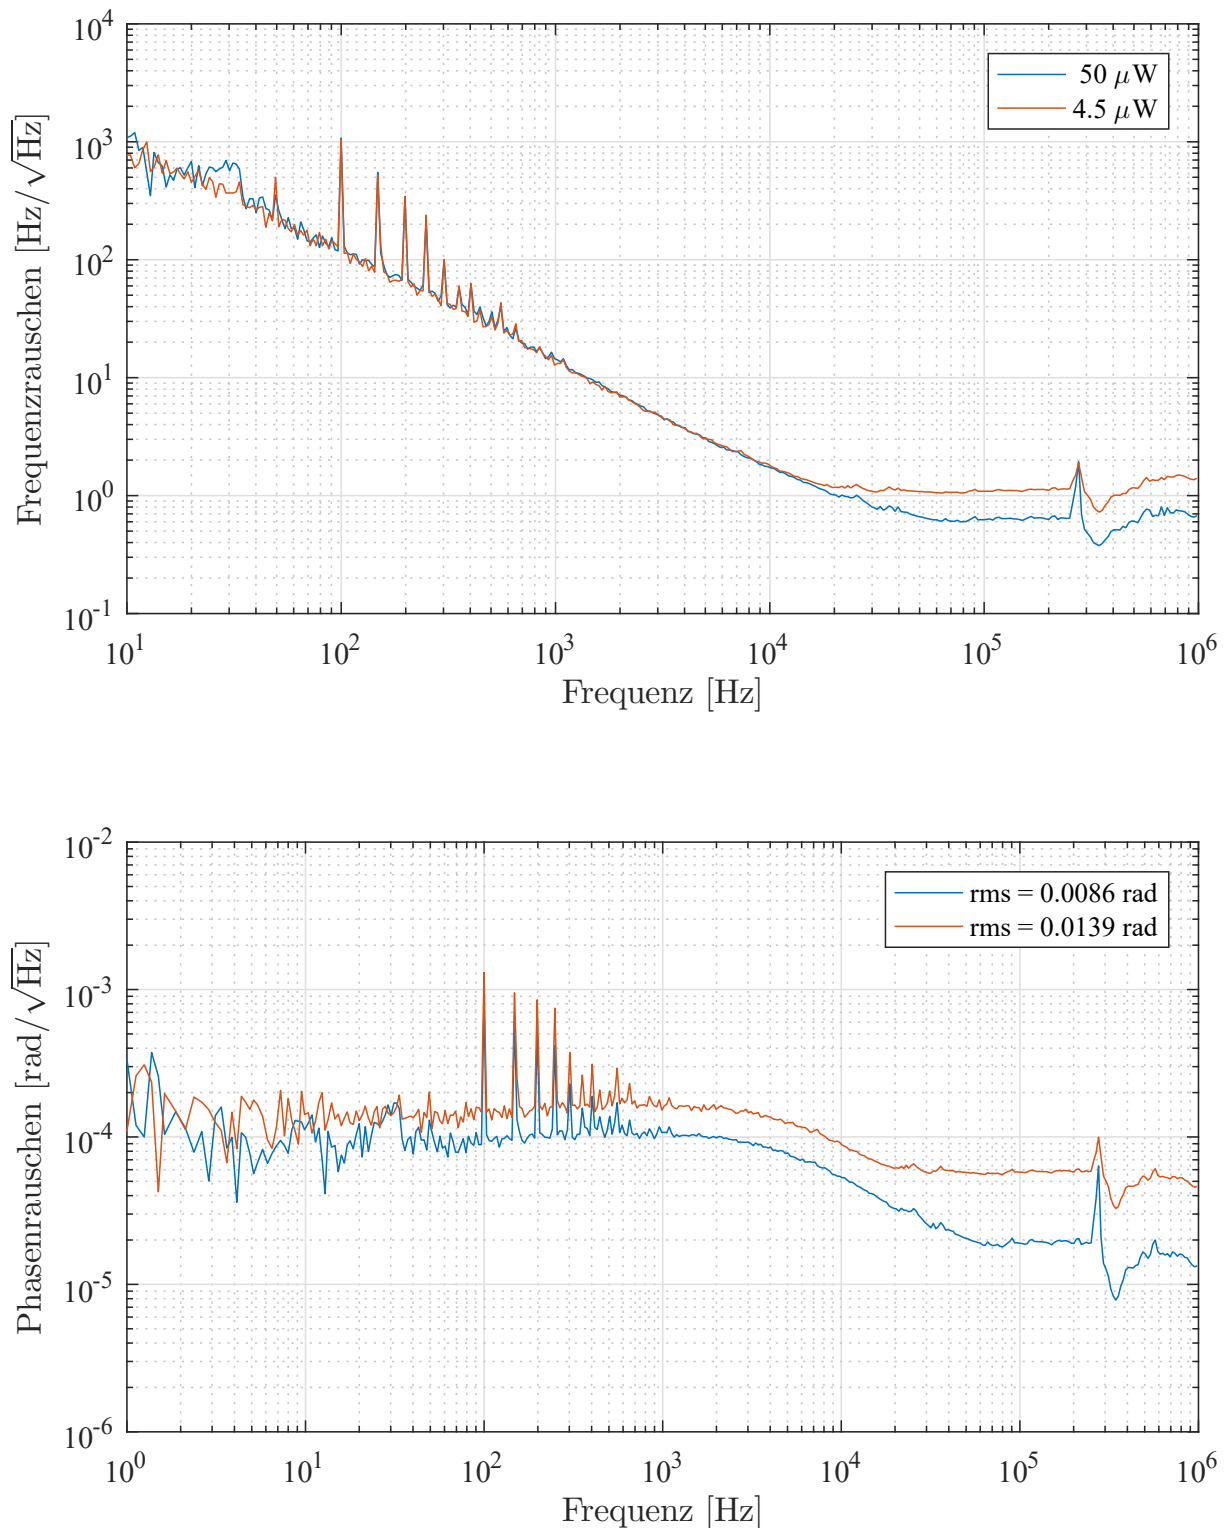 10^4
10^3
10^2
10^1
10^0
10^-1
Frequenzrauschen [Hz/√Hz]
50 μW
4.5 μW
10^1 10^2 10^3 10^4 10^5 10^6
Frequenz [Hz]
10^-2
10^-3
10^-4
10^-5
10^-6
Phasenrauschen [rad/√Hz]
rms = 0.0086 rad
rms = 0.0139 rad
10^0 10^1 10^2 10^3 10^4 10^5 10^6
Frequenz [Hz]